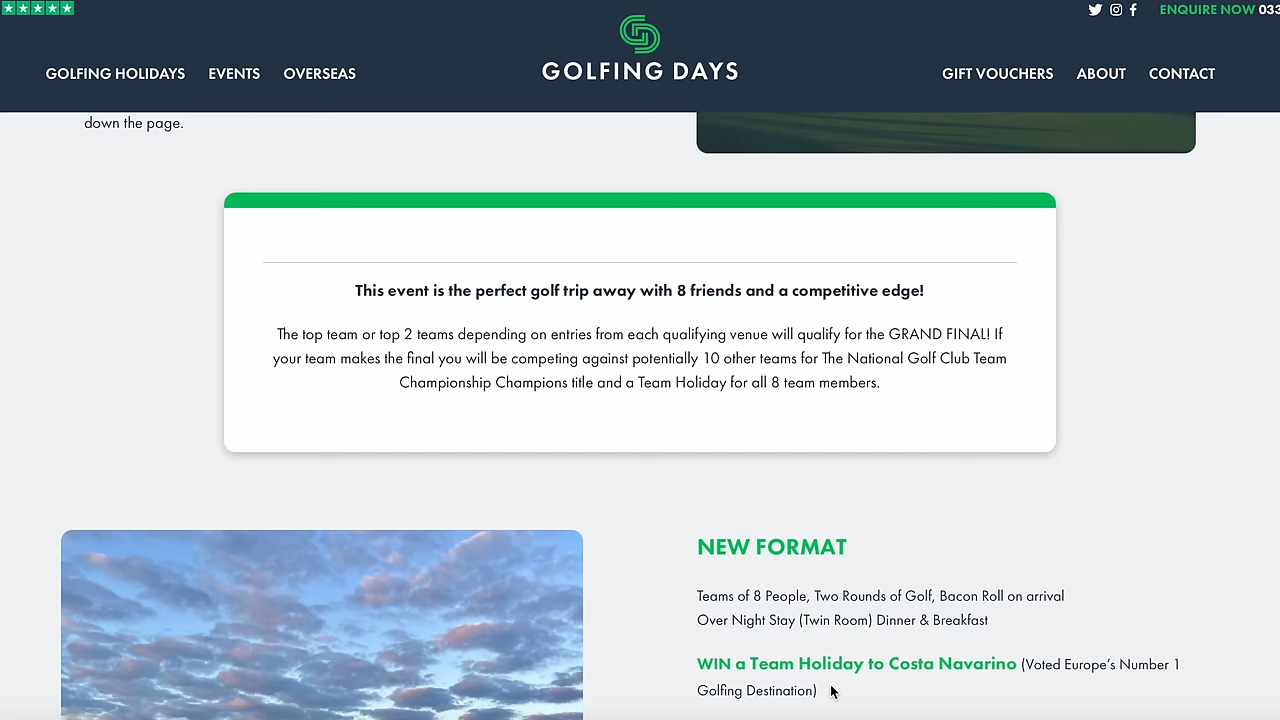 ENQUIRE NOW 033
GOLFING HOLIDAYS EVENTS OVERSEAS
GOLFING DAYS
GIFT VOUCHERS ABOUT CONTACT
down the page.
This event is the perfect golf trip away with 8 friends and a competitive edge!
The top team or top 2 teams depending on entries from each qualifying venue will qualify for the GRAND FINAL! If
your team makes the final you will be competing against potentially 10 other teams for The National Golf Club Team
Championship Champions title and a Team Holiday for all 8 team members.
NEW FORMAT
Teams of 8 People, Two Rounds of Golf, Bacon Roll on arrival
Over Night Stay (Twin Room) Dinner & Breakfast
WIN a Team Holiday to Costa Navarino (Voted Europe's Number 1
Golfing Destination)